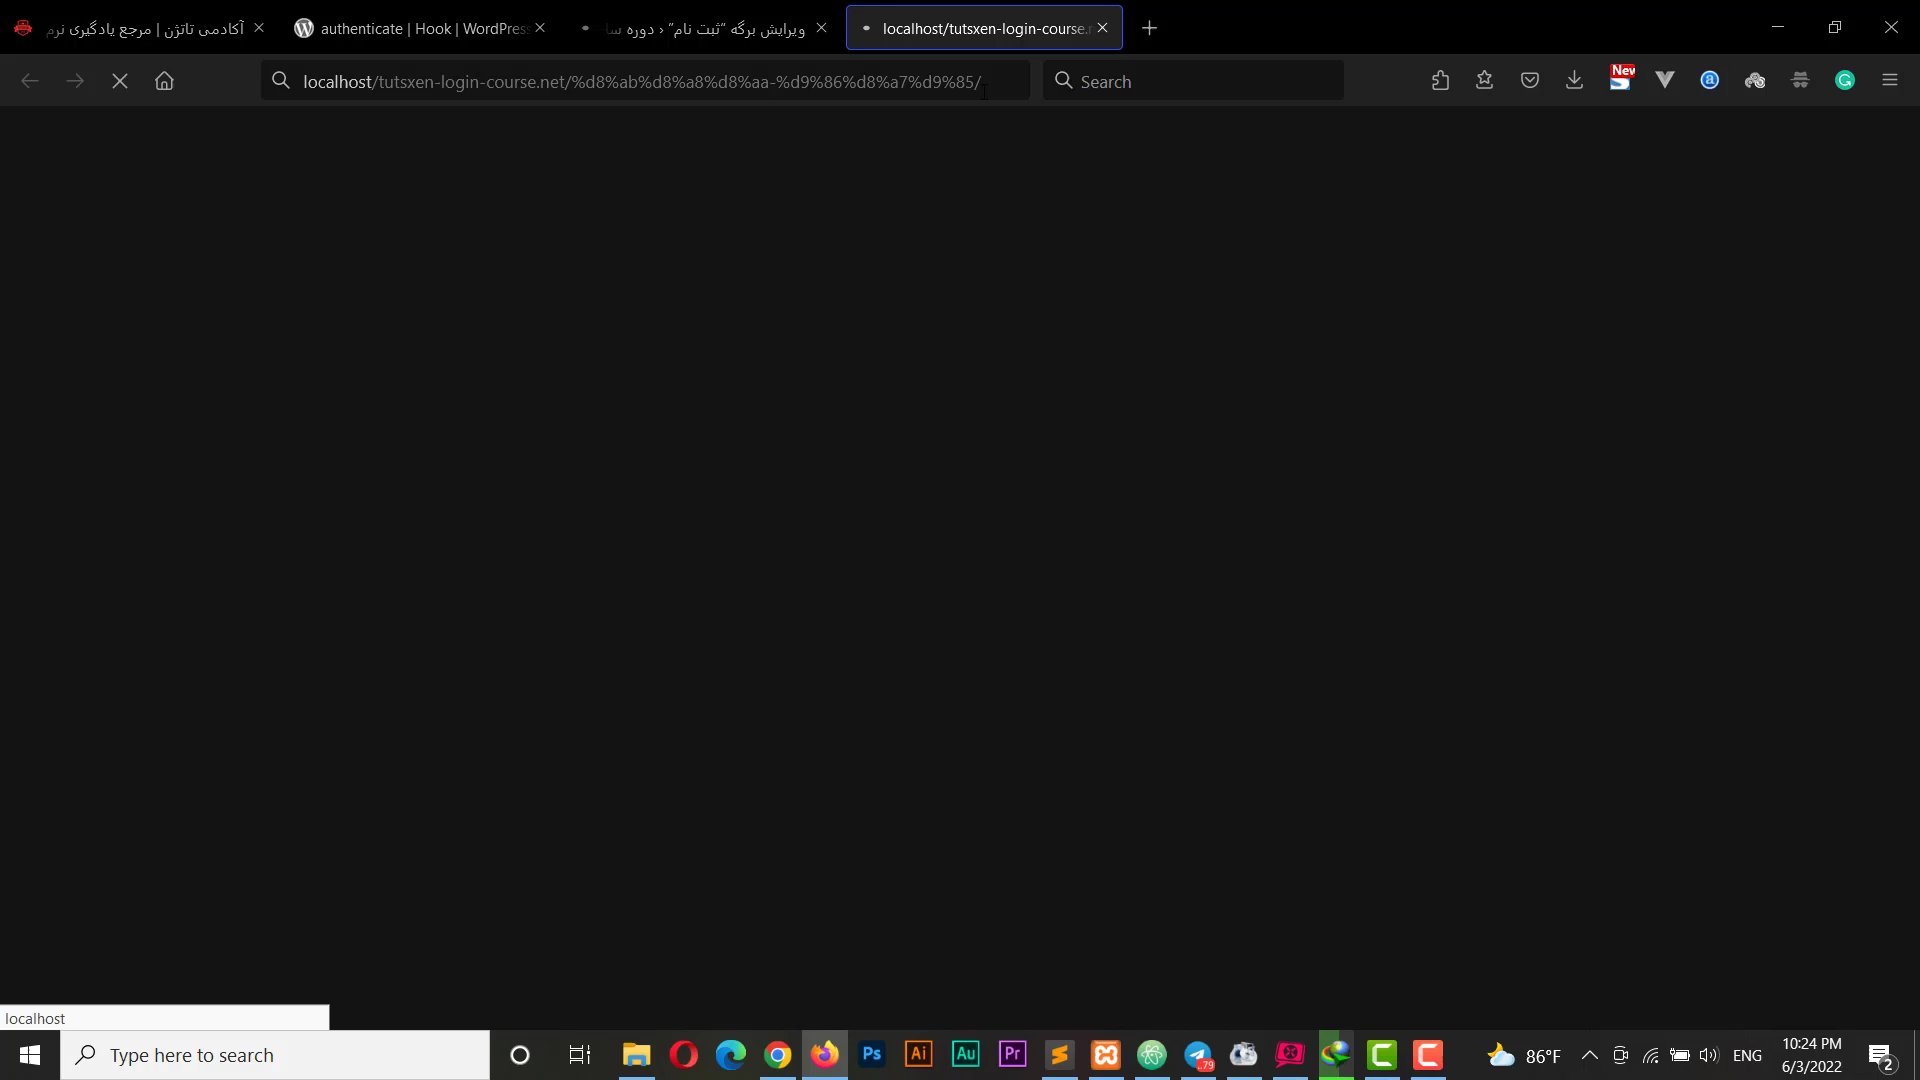 آکادمی تاتژن | مرجع یادگیری نرم
authenticate | Hook | WordPress
ویرایش برگه "ثبت نام" ‹ دوره سا
localhost/tutsxen-login-course.n
localhost/tutsxen-login-course.net/%d8%ab%d8%a8%d8%aa-%d9%86%d8%a7%d9%85/
Search
New
localhost
Type here to search
Ps
Ai
Au
Pr
79
86°F
ENG
10:24 PM
6/3/2022
2